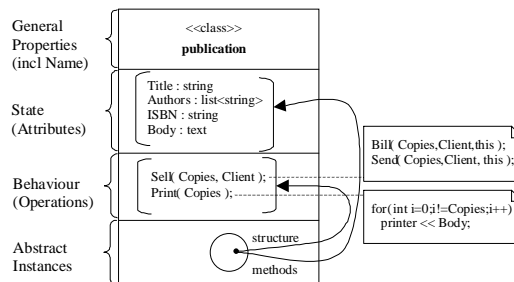 General
Properties
(incl Name)
<<class>>
publication
State
(Attributes)
Title : string
Authors : list<string>
ISBN : string
Body : text
Behaviour
(Operations)
Sell( Copies, Client );
Print( Copies );
Bill( Copies,Client,this );
Send( Copies,Client, this );
for(int i=0;i!=Copies;i++)
printer << Body;
Abstract
Instances
structure
methods